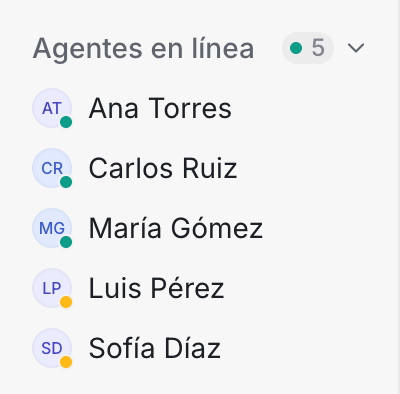 Agentes en línea 5
AT Ana Torres
CR Carlos Ruiz
MG María Gómez
LP Luis Pérez
SD Sofía Díaz